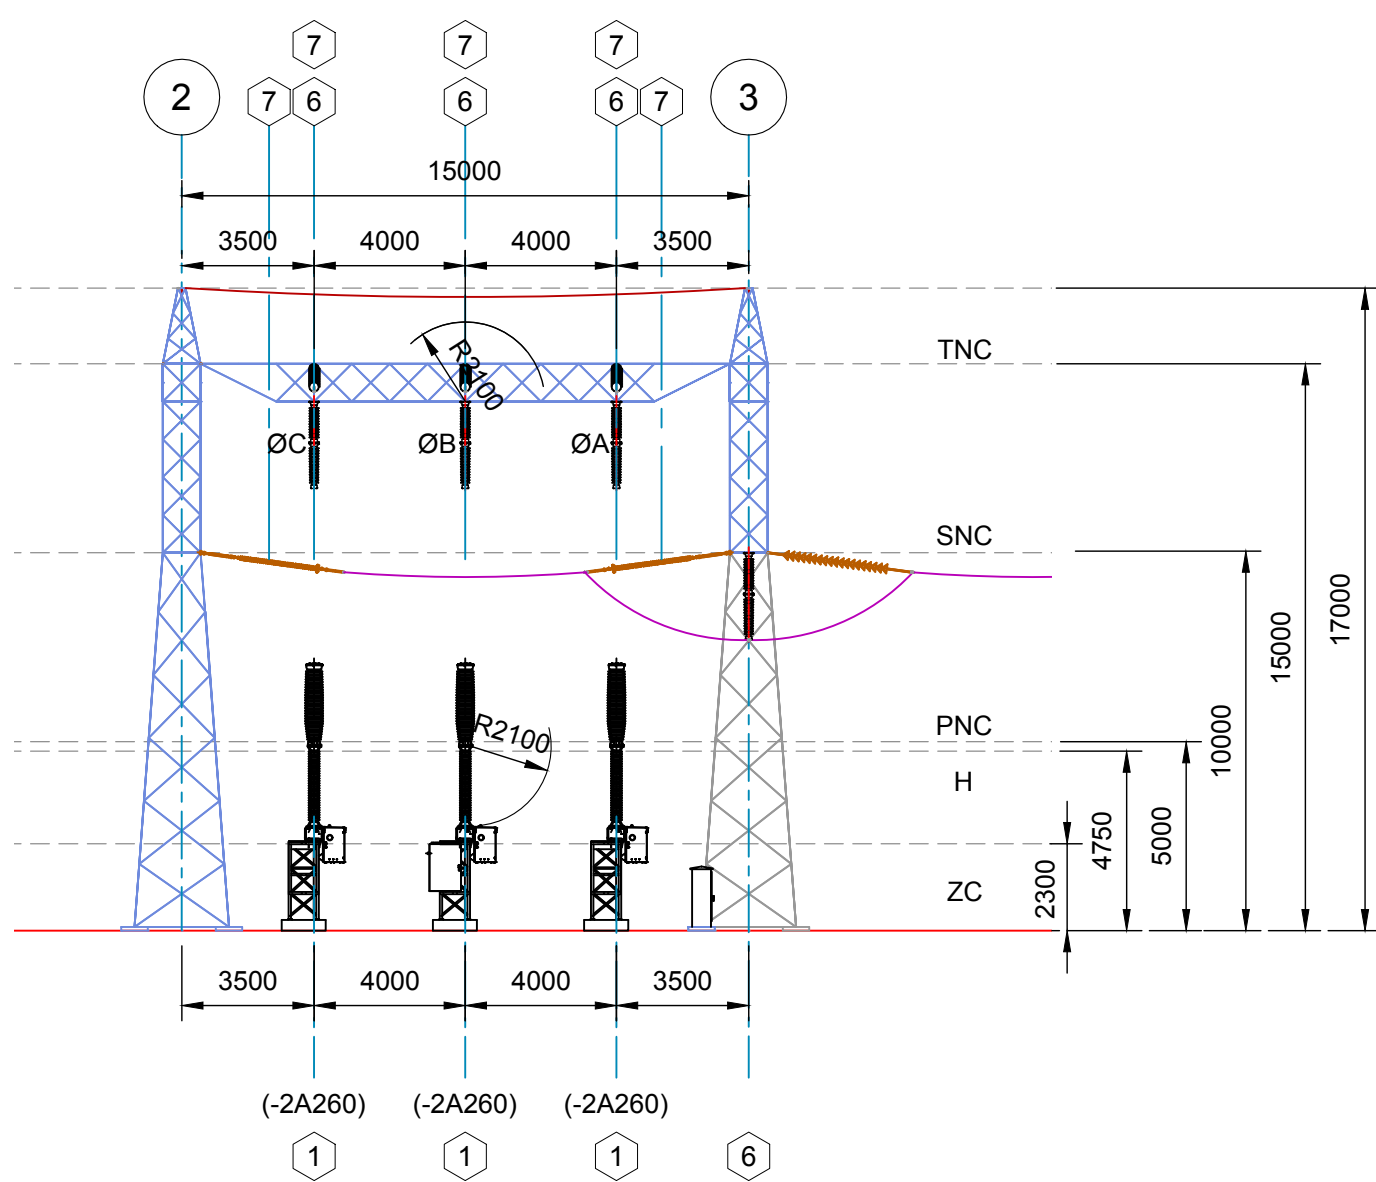 7 7 7
2 7 6 6 6 7 3
15000
3500 4000 4000 3500
TNC
R2100
ØC ØB ØA
SNC
17000
15000
10000
PNC
R2100
H
5000
4750
2300
ZC
3500 4000 4000 3500
(-2A260) (-2A260) (-2A260)
1 1 1 6